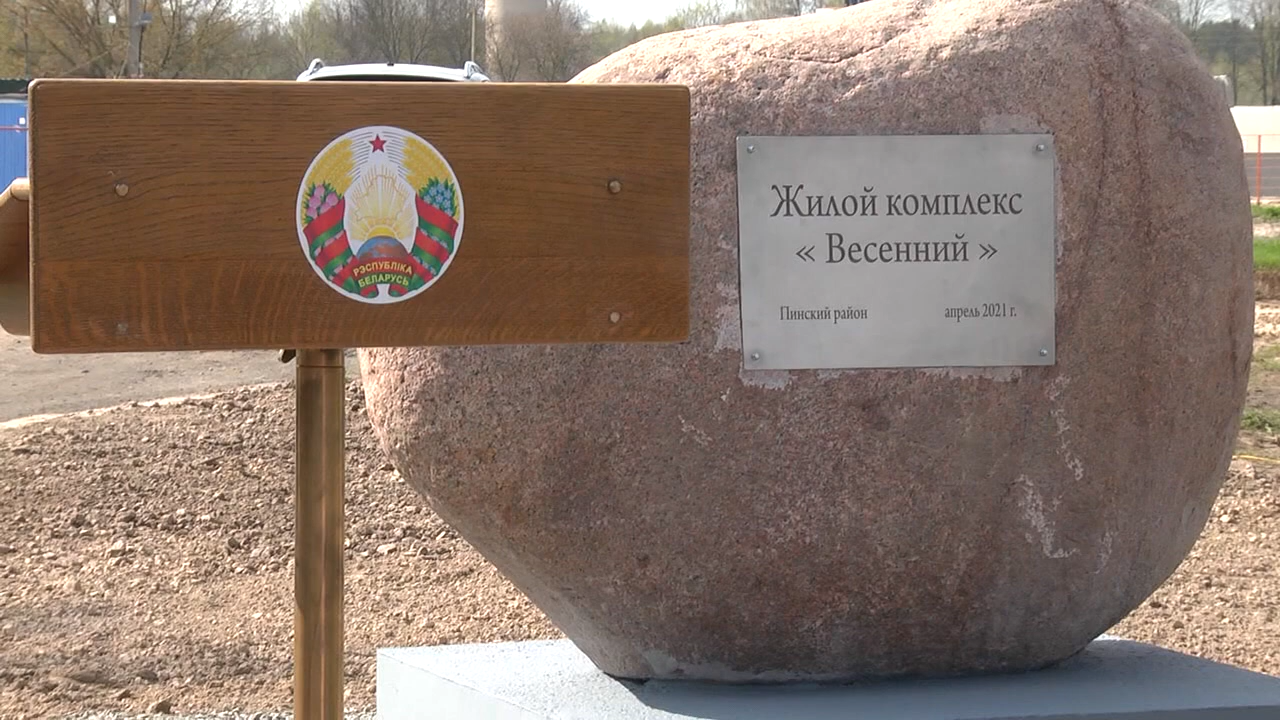 РЭСПУБЛІКА
БЕЛАРУСЬ
Жилой комплекс
« Весенний »
Пинский район апрель 2021 г.